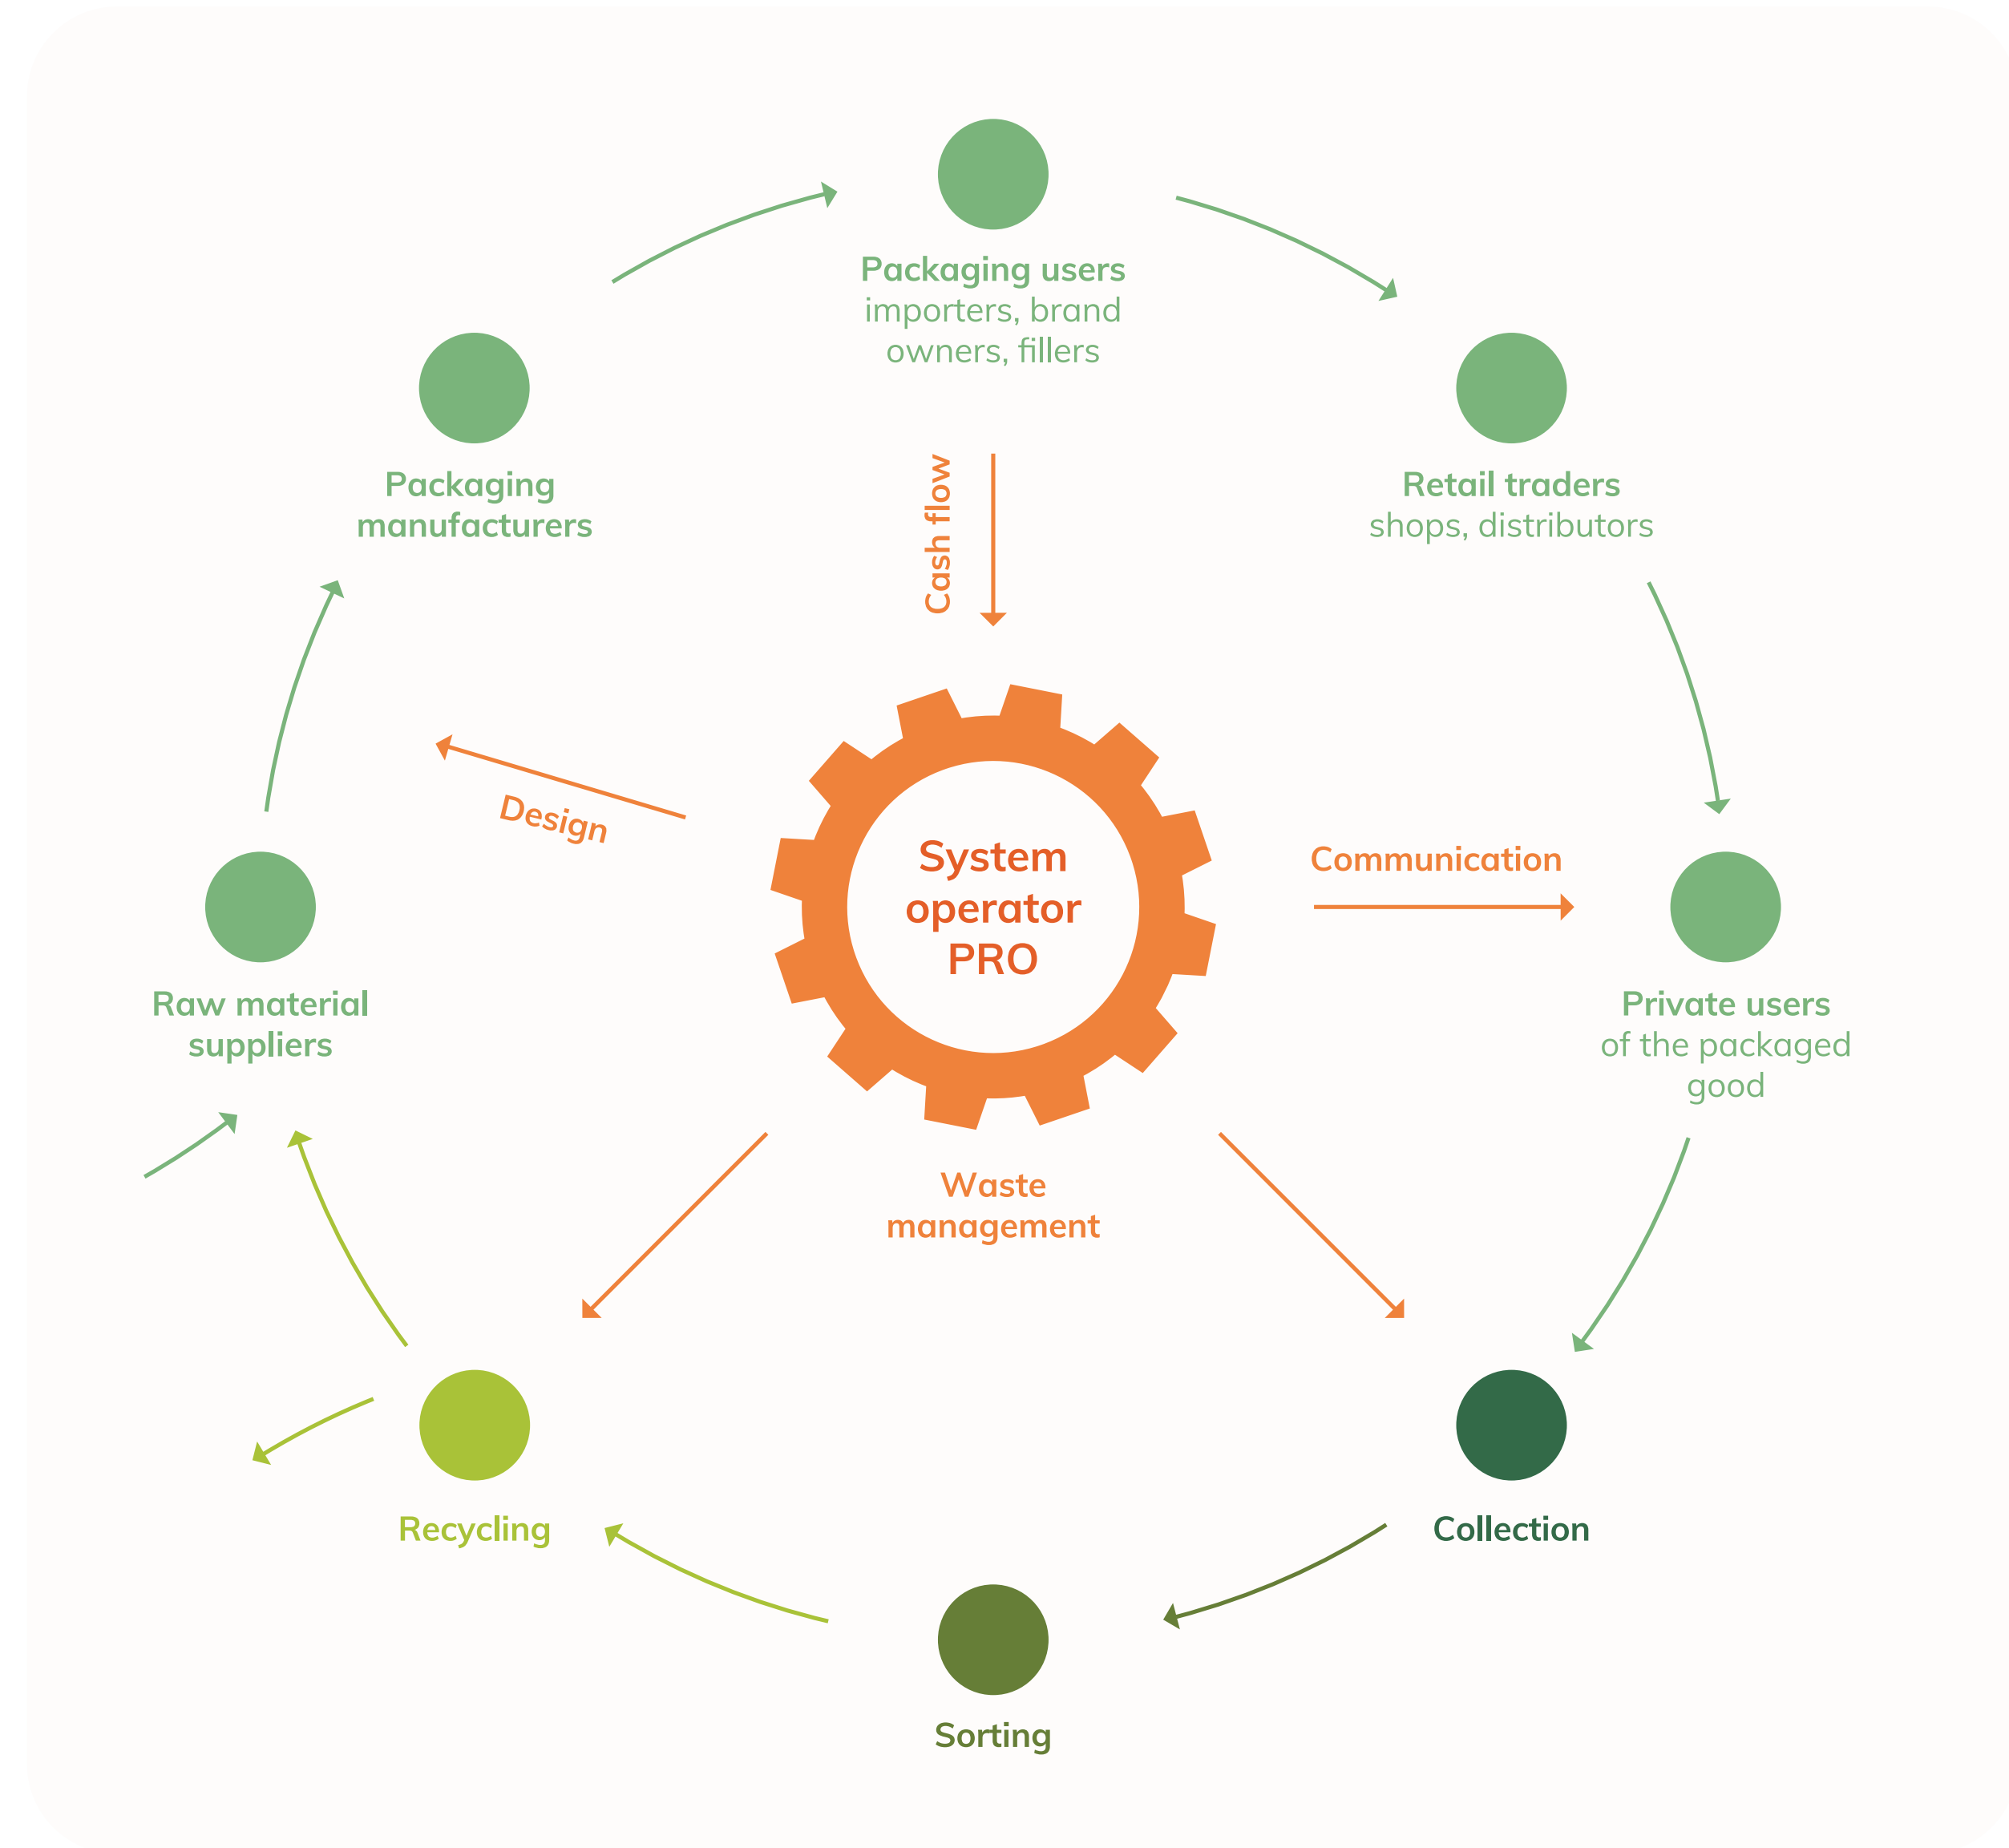 Packaging users
importers, brand
owners, fillers
Packaging
manufacturers
Retail traders
shops, distributors
Cash flow
Design
System
operator
PRO
Communication
Raw material
suppliers
Private users
of the packaged
good
Waste
management
Recycling
Collection
Sorting